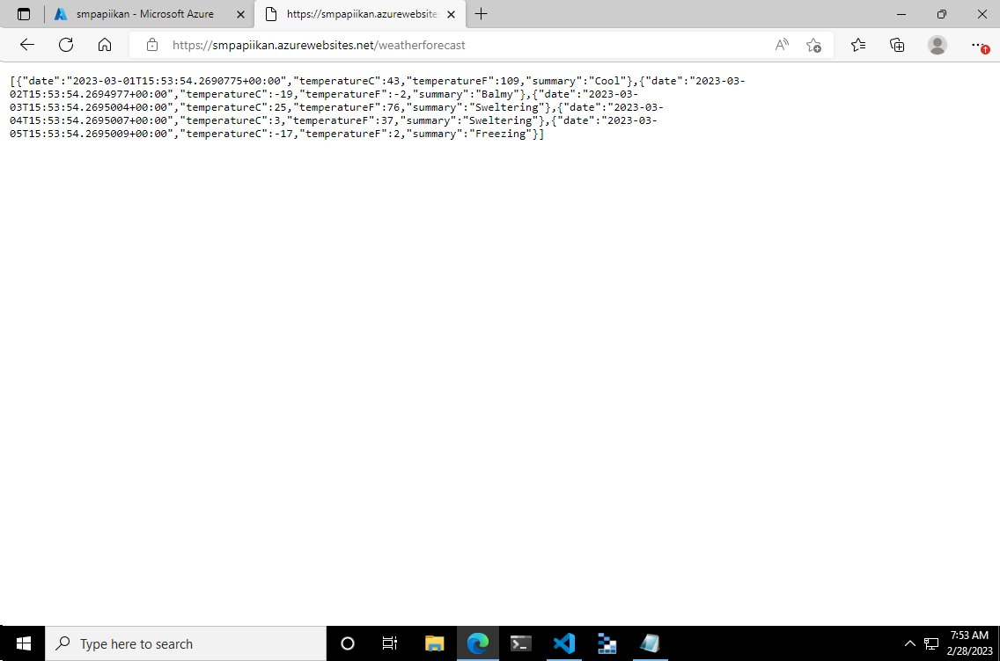 smpapiikan - Microsoft Azure
https://smpapiikan.azurewebsite
https://smpapiikan.azurewebsites.net/weatherforecast
[{"date":"2023-03-01T15:53:54.2690775+00:00","temperatureC":43,"temperatureF":109,"summary":"Cool"},{"date":"2023-03-
02T15:53:54.2694977+00:00","temperatureC":-19,"temperatureF":-2,"summary":"Balmy"},{"date":"2023-03-
03T15:53:54.2695004+00:00","temperatureC":25,"temperatureF":76,"summary":"Sweltering"},{"date":"2023-03-
04T15:53:54.2695007+00:00","temperatureC":3,"temperatureF":37,"summary":"Sweltering"},{"date":"2023-03-
05T15:53:54.2695009+00:00","temperatureC":-17,"temperatureF":2,"summary":"Freezing"}]
Type here to search
7:53 AM
2/28/2023